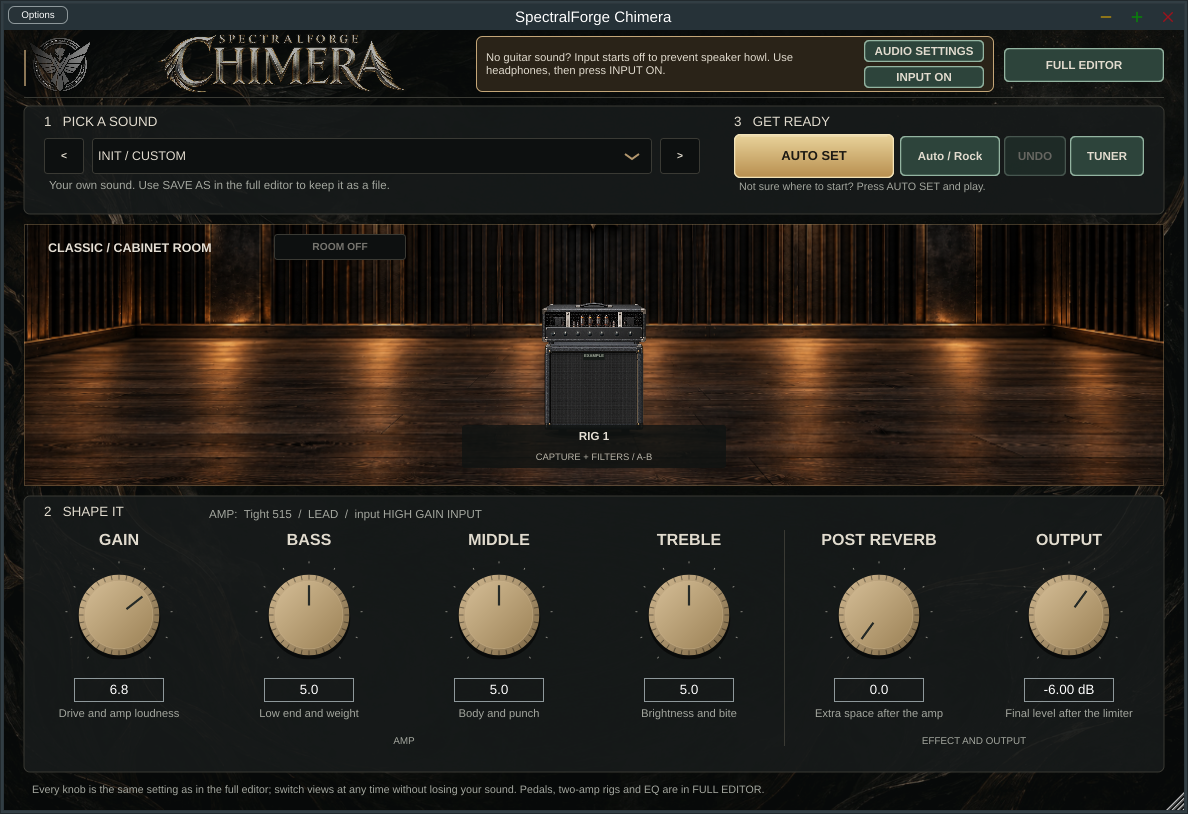 Options
SpectralForge Chimera
SPECTRALFORGE
CHIMERA
No guitar sound? Input starts off to prevent speaker howl. Use
headphones, then press INPUT ON.
AUDIO SETTINGS
INPUT ON
FULL EDITOR
1 PICK A SOUND
<
INIT / CUSTOM
>
Your own sound. Use SAVE AS in the full editor to keep it as a file.
3 GET READY
AUTO SET
Auto / Rock
UNDO
TUNER
Not sure where to start? Press AUTO SET and play.
CLASSIC / CABINET ROOM
ROOM OFF
EXAMPLE
RIG 1
CAPTURE + FILTERS / A-B
2 SHAPE IT
AMP: Tight 515 / LEAD / input HIGH GAIN INPUT
GAIN
BASS
MIDDLE
TREBLE
POST REVERB
OUTPUT
6.8
5.0
5.0
5.0
0.0
-6.00 dB
Drive and amp loudness
Low end and weight
Body and punch
Brightness and bite
Extra space after the amp
Final level after the limiter
AMP
EFFECT AND OUTPUT
Every knob is the same setting as in the full editor; switch views at any time without losing your sound. Pedals, two-amp rigs and EQ are in FULL EDITOR.